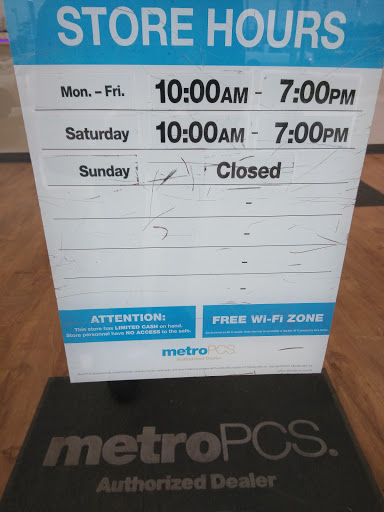 STORE HOURS
Mon. – Fri. 10:00AM - 7:00PM
Saturday 10:00AM - 7:00PM
Sunday Closed
-
-
-
-
ATTENTION:
This store has LIMITED CASH on hand.
Store personnel have NO ACCESS to the safe.
FREE Wi-Fi ZONE
metroPCS.
Authorized Dealer
metroPCS.
Authorized Dealer